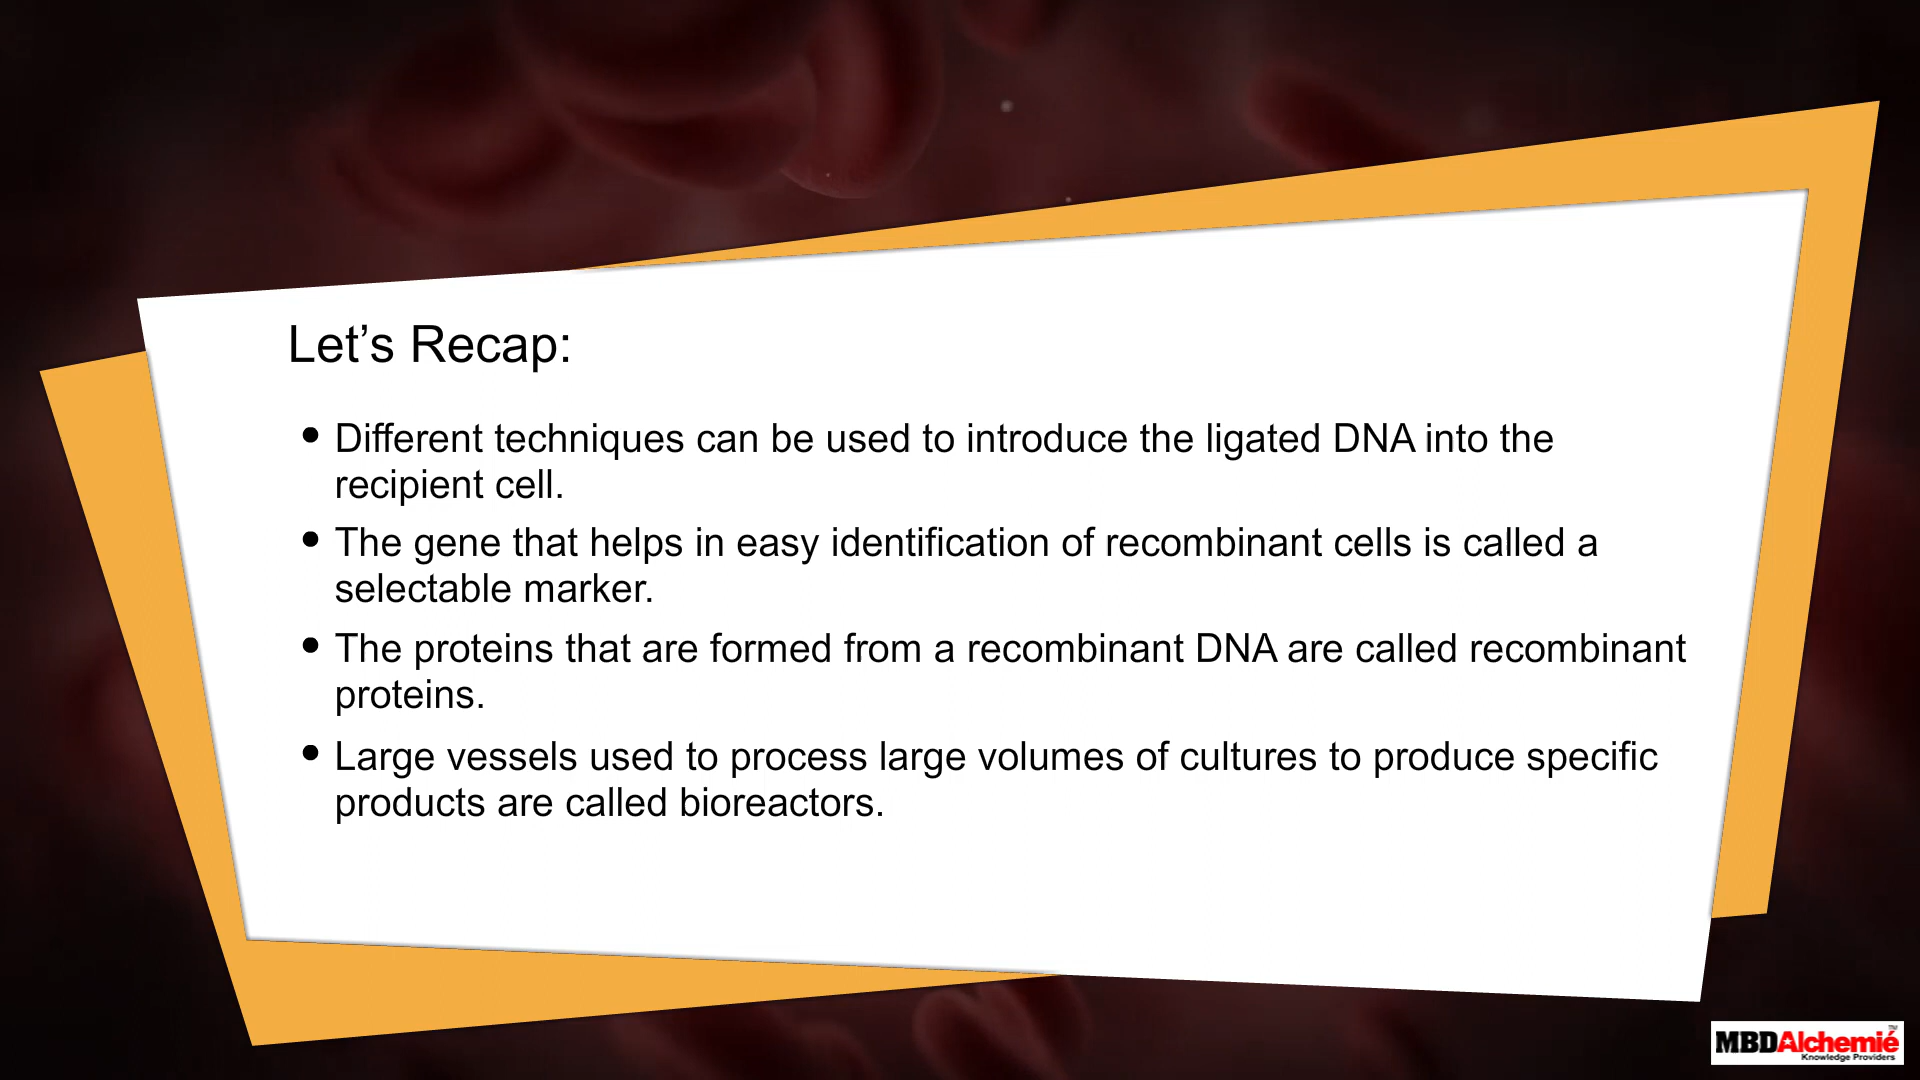 Let’s Recap:
• Different techniques can be used to introduce the ligated DNA into the
recipient cell.
• The gene that helps in easy identification of recombinant cells is called a
selectable marker.
• The proteins that are formed from a recombinant DNA are called recombinant
proteins.
• Large vessels used to process large volumes of cultures to produce specific
products are called bioreactors.
MBDAlchemié™
Knowledge Providers